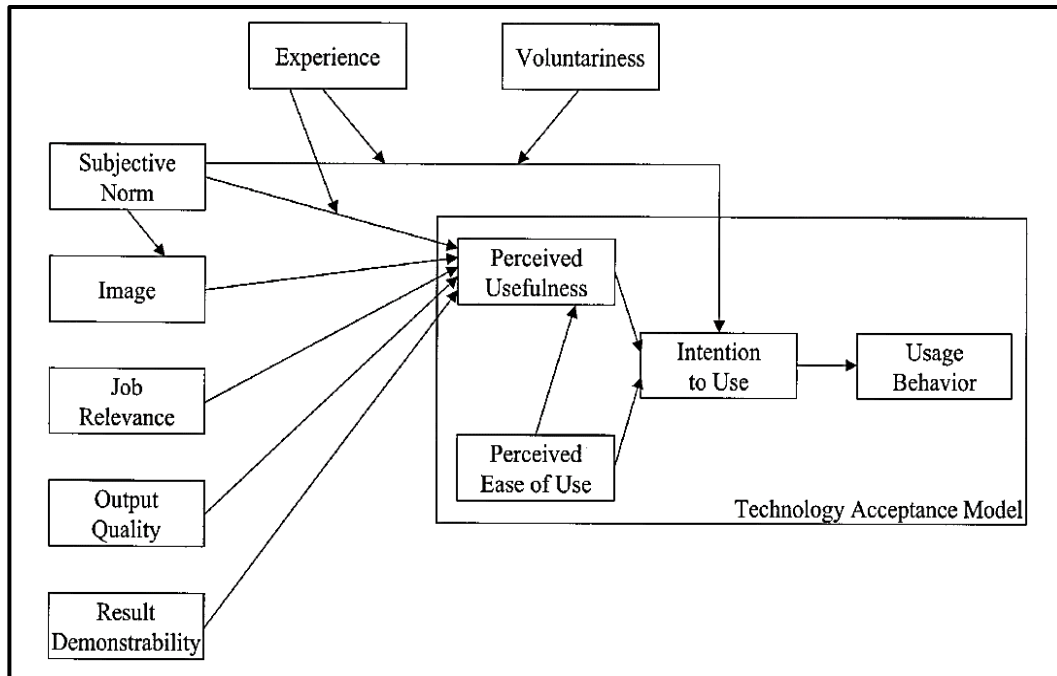 Experience
Voluntariness
Subjective
Norm
Image
Job
Relevance
Output
Quality
Result
Demonstrability
Perceived
Usefulness
Perceived
Ease of Use
Intention
to Use
Usage
Behavior
Technology Acceptance Model